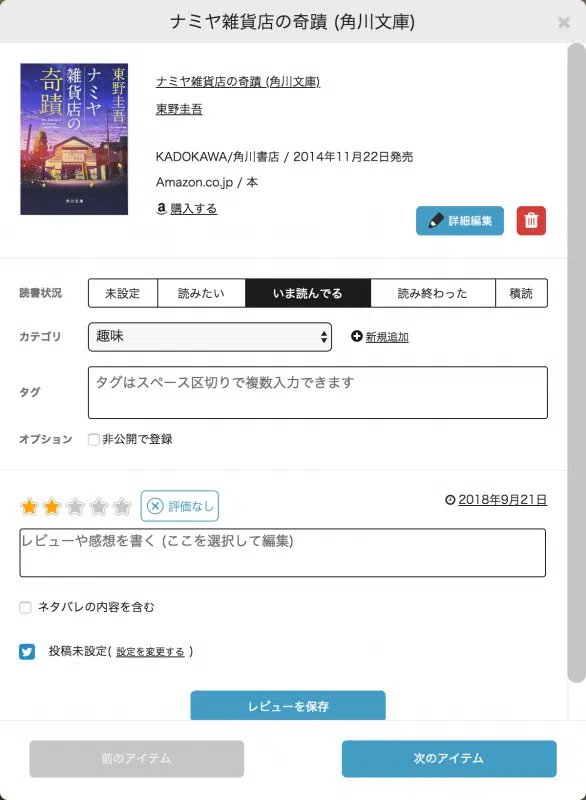 ナミヤ雑貨店の奇蹟 (角川文庫)
東野圭吾
ナミヤ
雑貨店の
奇蹟
角川文庫
ナミヤ雑貨店の奇蹟 (角川文庫)
東野圭吾
KADOKAWA/角川書店 / 2014年11月22日発売
Amazon.co.jp / 本
購入する
詳細編集
読書状況 未設定 読みたい いま読んでる 読み終わった 積読
カテゴリ 趣味 新規追加
タグ タグはスペース区切りで複数入力できます
オプション 非公開で登録
評価なし 2018年9月21日
レビューや感想を書く (ここを選択して編集)
ネタバレの内容を含む
投稿未設定( 設定を変更する )
レビューを保存
前のアイテム 次のアイテム